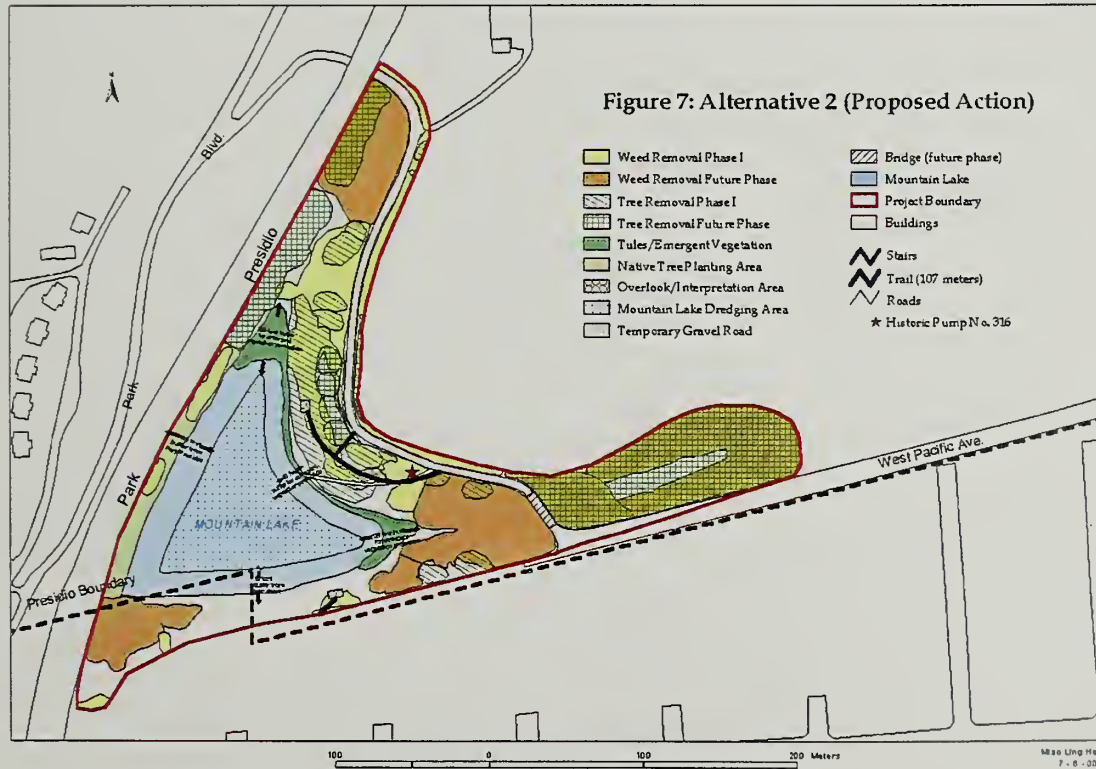 Figure 7: Alternative 2 (Proposed Action)
Weed Removal Phase I
Weed Removal Future Phase
Tree Removal Phase I
Tree Removal Future Phase
Tules/Emergent Vegetation
Native Tree Planting Area
Overlook/Interpretation Area
Mountain Lake Dredging Area
Temporary Gravel Road
Bridge (future phase)
Mountain Lake
Project Boundary
Buildings
Stairs
Trail (107 meters)
Roads
Historic Pump No. 316
Blvd.
Presidio
Park
Park
West Pacific Ave.
MOUNTAIN LAKE
Presidio Boundary
100 0 100 200 Meters